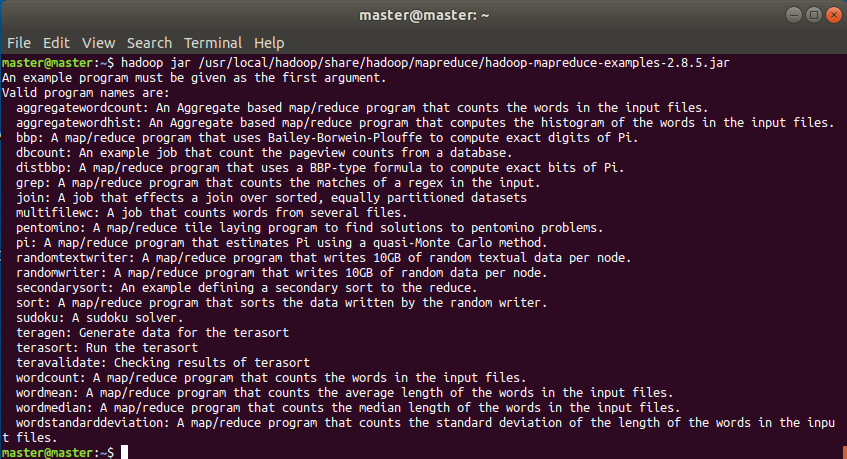 master@master: ~
File Edit View Search Terminal Help
master@master:~$ hadoop jar /usr/local/hadoop/share/hadoop/mapreduce/hadoop-mapreduce-examples-2.8.5.jar
An example program must be given as the first argument.
Valid program names are:
  aggregatewordcount: An Aggregate based map/reduce program that counts the words in the input files.
  aggregatewordhist: An Aggregate based map/reduce program that computes the histogram of the words in the input files.
  bbp: A map/reduce program that uses Bailey-Borwein-Plouffe to compute exact digits of Pi.
  dbcount: An example job that count the pageview counts from a database.
  distbbp: A map/reduce program that uses a BBP-type formula to compute exact bits of Pi.
  grep: A map/reduce program that counts the matches of a regex in the input.
  join: A job that effects a join over sorted, equally partitioned datasets
  multifilewc: A job that counts words from several files.
  pentomino: A map/reduce tile laying program to find solutions to pentomino problems.
  pi: A map/reduce program that estimates Pi using a quasi-Monte Carlo method.
  randomtextwriter: A map/reduce program that writes 10GB of random textual data per node.
  randomwriter: A map/reduce program that writes 10GB of random data per node.
  secondarysort: An example defining a secondary sort to the reduce.
  sort: A map/reduce program that sorts the data written by the random writer.
  sudoku: A sudoku solver.
  teragen: Generate data for the terasort
  terasort: Run the terasort
  teravalidate: Checking results of terasort
  wordcount: A map/reduce program that counts the words in the input files.
  wordmean: A map/reduce program that counts the average length of the words in the input files.
  wordmedian: A map/reduce program that counts the median length of the words in the input files.
  wordstandarddeviation: A map/reduce program that counts the standard deviation of the length of the words in the inpu
t files.
master@master:~$